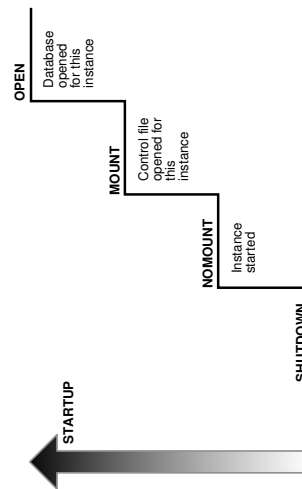 OPEN
Database
opened
for this
instance
MOUNT
Control file
opened for
this
instance
NOMOUNT
Instance
started
SHUTDOWN
STARTUP